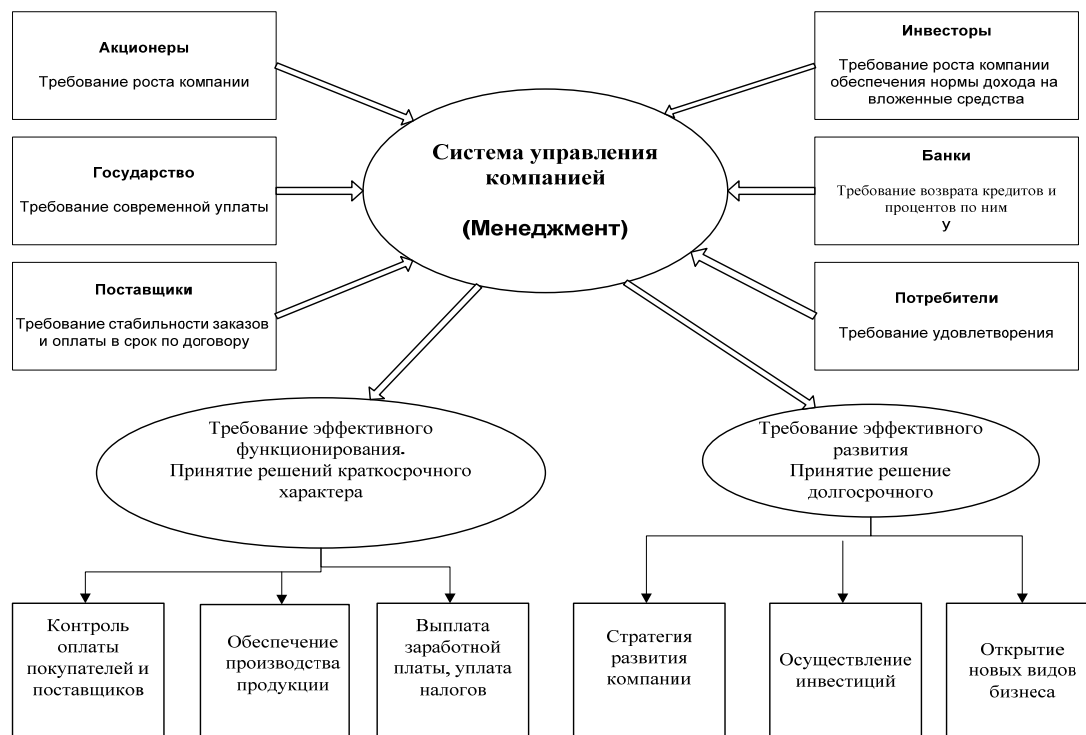 Акционеры
Требование роста компании
Инвесторы
Требование роста компании
обеспечения нормы дохода на
вложенные средства
Система управления
компанией
(Менеджмент)
Государство
Требование современной уплаты
Банки
Требование возврата кредитов и
процентов по ним
У
Поставщики
Требование стабильности заказов
и оплаты в срок по договору
Потребители
Требование удовлетворения
Требование эффективного
функционирования.
Принятие решений краткосрочного
характера
Требование эффективного
развития
Принятие решение
долгосрочного
Контроль
оплаты
покупателей и
поставщиков
Обеспечение
производства
продукции
Выплата
заработной
платы, уплата
налогов
Стратегия
развития
компании
Осуществление
инвестиций
Открытие
новых видов
бизнеса